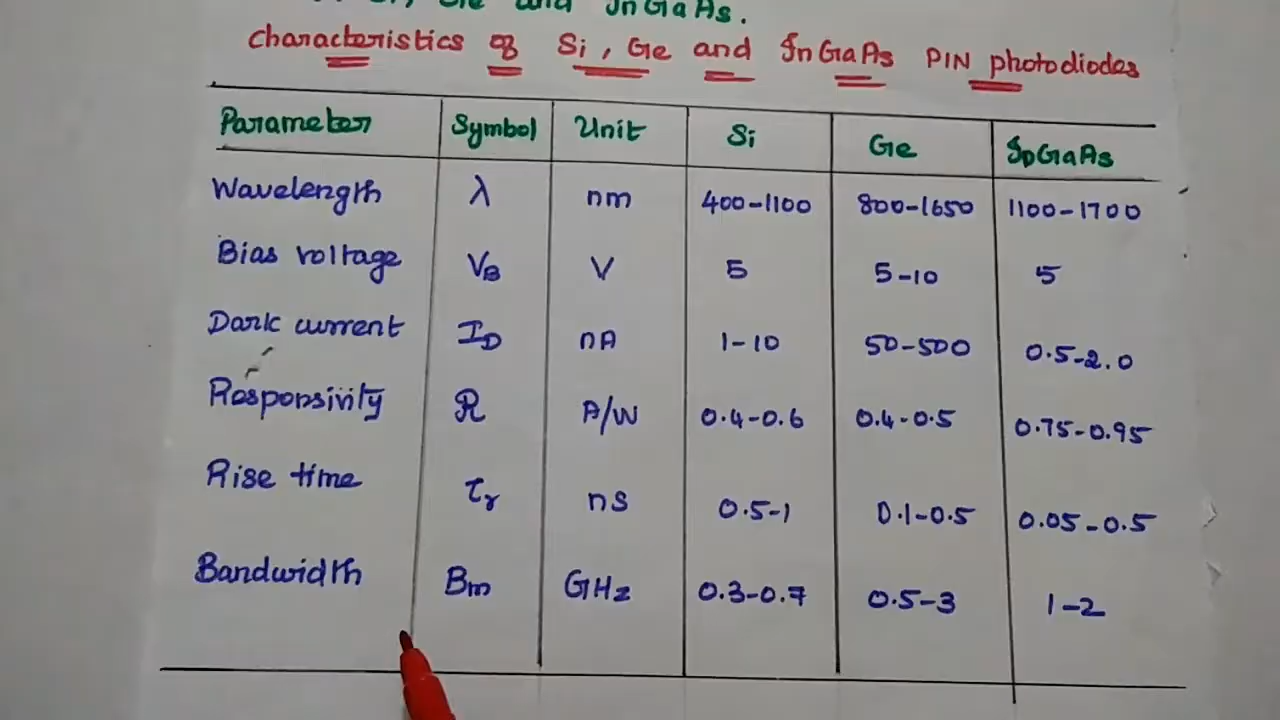 Si, Ge and InGaAs.
Characteristics of Si, Ge and InGaAs PIN photodiodes
Parameter Symbol Unit Si Ge InGaAs
Wavelength λ nm 400-1100 800-1650 1100-1700
Bias voltage VB V 5 5-10 5
Dark current ID nA 1-10 50-500 0.5-2.0
Responsivity R A/W 0.4-0.6 0.4-0.5 0.75-0.95
Rise time τr ns 0.5-1 0.1-0.5 0.05-0.5
Bandwidth Bm GHz 0.3-0.7 0.5-3 1-2